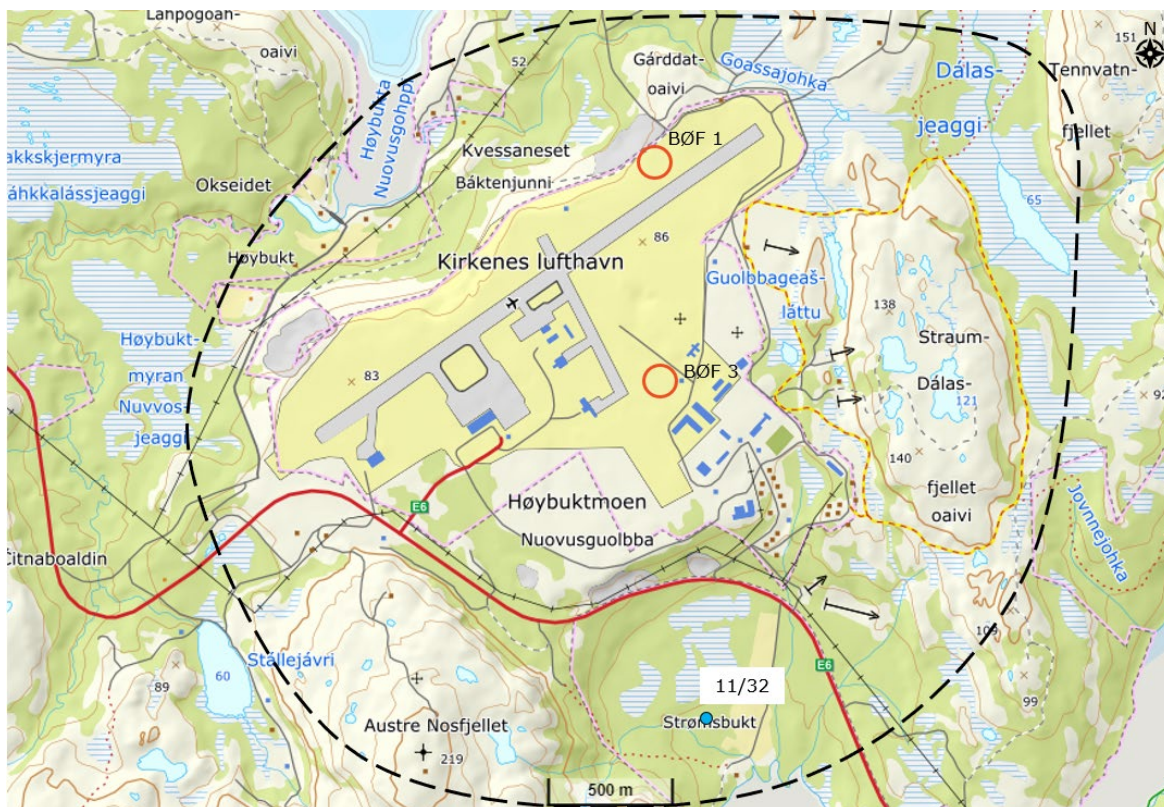 Lahpogoah-
oaivi
52
Gárddat-
oaivi
Goassajohka
Dálas-
jeaggi
151
Tennvatn-
fjellet
N
Høybukta
Nuovusgohppi
BØF 1
Kvessaneset
Báktenjunni
akkskjermyra
áhkkalássjeaggi
Okseidet
Høybukt
65
86
Kirkenes lufthavn
Guolbbageaš-
láttu
138
Straum-
Dálas-
121
Høybukt-
myran
Nuvvos-
jeaggi
83
BØF 3
92
140
fjellet
oaivi
E6
Høybuktmoen
Nuovusguolbba
Jovnnejohka
Čitnaboaldin
109
Stállejávri
60
89
E6
11/32
99
Strømsbukt
Austre Nosfjellet
219
500 m